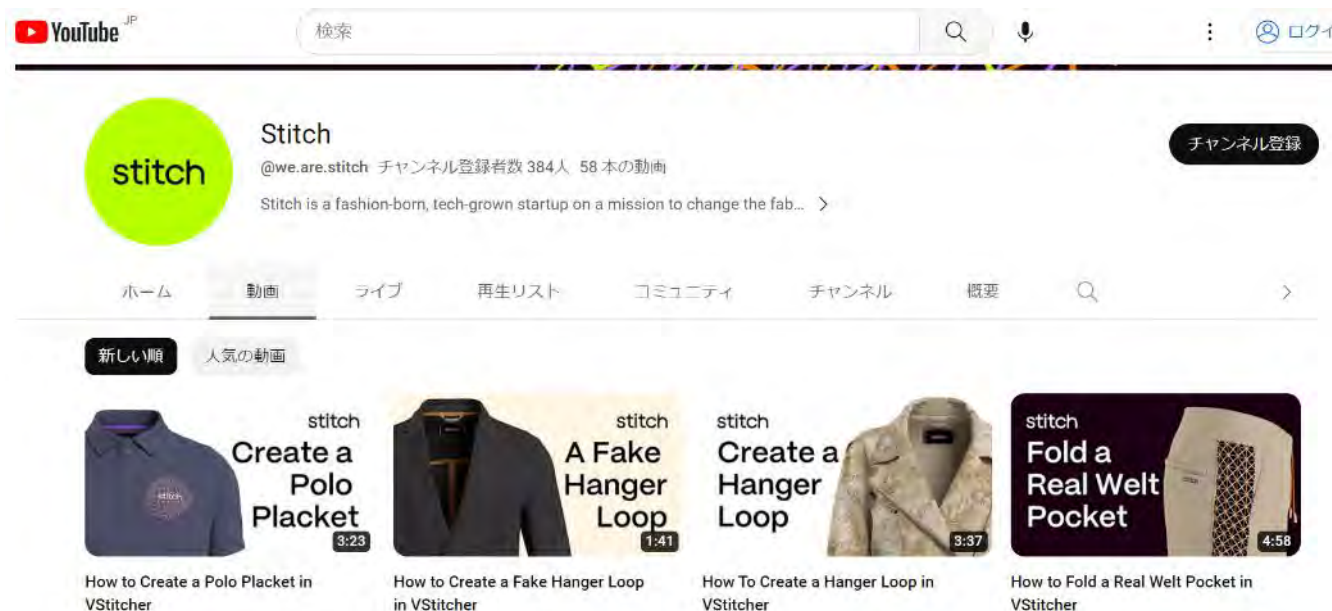 YouTube JP
検索
ログイ
stitch
Stitch
@we.are.stitch チャンネル登録者数 384人 58 本の動画
Stitch is a fashion-born, tech-grown startup on a mission to change the fab...
チャンネル登録
ホーム 動画 ライブ 再生リスト コミュニティ チャンネル 概要
新しい順 人気の動画
stitch
Create a
Polo
Placket
stitch
3:23
How to Create a Polo Placket in
VStitcher
stitch
A Fake
Hanger
Loop
1:41
How to Create a Fake Hanger Loop
in VStitcher
stitch
Create a
Hanger
Loop
3:37
How To Create a Hanger Loop in
VStitcher
stitch
Fold a
Real Welt
Pocket
4:58
How to Fold a Real Welt Pocket in
VStitcher